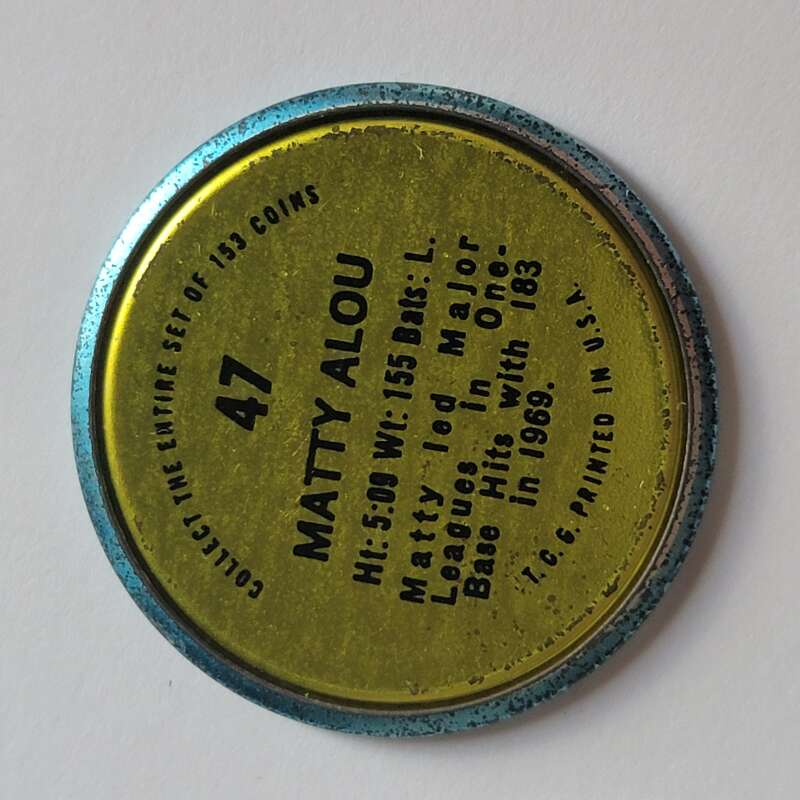 COLLECT THE ENTIRE SET OF 153 COINS
47
MATTY ALOU
Ht: 5:09 Wt: 155 Bats: L.
Matty led Major
Leagues in One-
Base Hits with 183
in 1969.
T.C.G. PRINTED IN U.S.A.